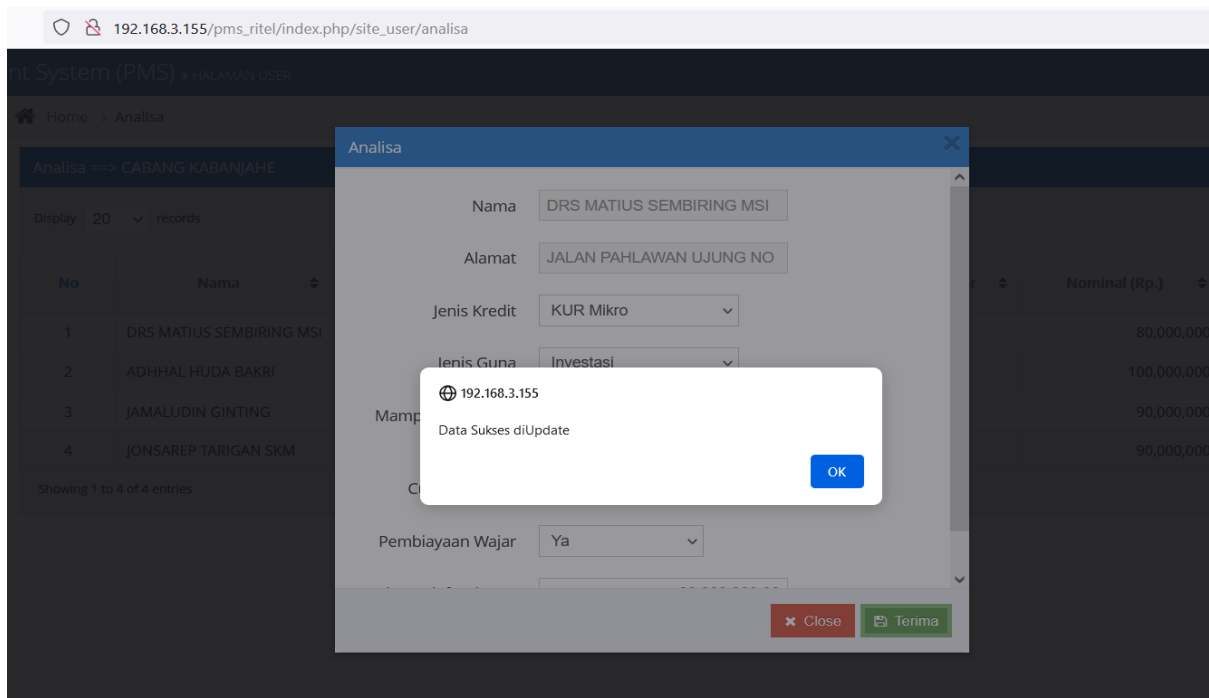 192.168.3.155/pms_ritel/index.php/site_user/analisa
nt System (PMS) » HALAMAN USER
Home > Analisa
Analisa ==> CABANG KABANJAHE
Display 20 records
No Nama Nominal (Rp.)
1 DRS MATIUS SEMBIRING MSI 80,000,000
2 ADHHAL HUDA BAKRI 100,000,000
3 JAMALUDIN GINTING 90,000,000
4 JONSAREP TARIGAN SKM 90,000,000
Showing 1 to 4 of 4 entries
Analisa
Nama DRS MATIUS SEMBIRING MSI
Alamat JALAN PAHLAWAN UJUNG NO
Jenis Kredit KUR Mikro
Jenis Guna Investasi
Mamp
192.168.3.155
Data Sukses diUpdate
OK
Pembiayaan Wajar Ya
Close Terima